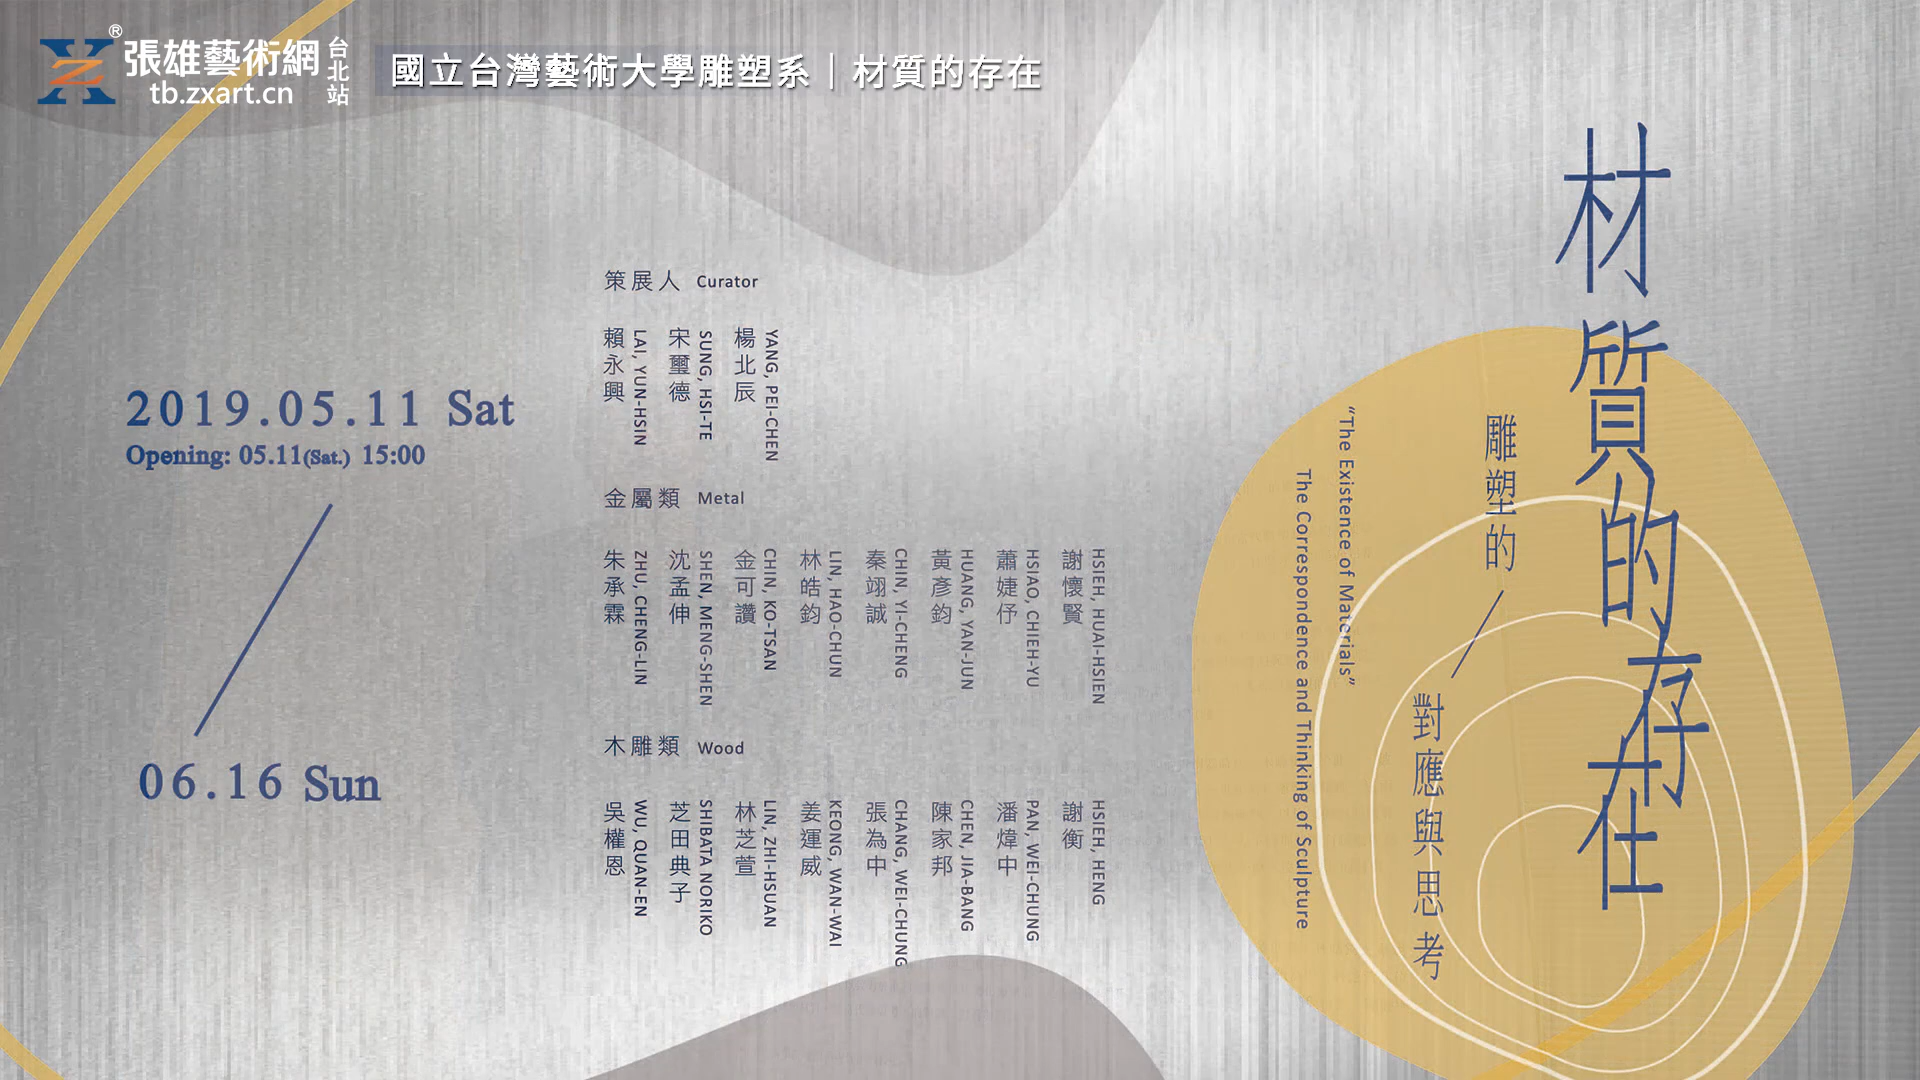 張雄藝術網
台北站
tb.zxart.cn
國立台灣藝術大學雕塑系｜材質的存在
材質的存在
雕塑的／對應與思考
“The Existence of Materials”
The Correspondence and Thinking of Sculpture
2019.05.11 Sat
Opening: 05.11(Sat.) 15:00
06.16 Sun
策展人 Curator
賴永興 LAI, YUN-HSIN
宋璽德 SUNG, HSI-TE
楊北辰 YANG, PEI-CHEN
金屬類 Metal
朱承霖 ZHU, CHENG-LIN
沈孟伸 SHEN, MENG-SHEN
金可讚 CHIN, KO-TSAN
林皓鈞 LIN, HAO-CHUN
秦翊誠 CHIN, YI-CHENG
黃彥鈞 HUANG, YAN-JUN
蕭婕伃 HSIAO, CHIEH-YU
謝懷賢 HSIEH, HUAI-HSIEN
木雕類 Wood
吳權恩 WU, QUAN-EN
芝田典子 SHIBATA NORIKO
林芝萱 LIN, ZHI-HSUAN
姜運威 KEONG, WAN-WAI
張為中 CHANG, WEI-CHUNG
陳家邦 CHEN, JIA-BANG
潘煒中 PAN, WEI-CHUNG
謝衡 HSIEH, HENG